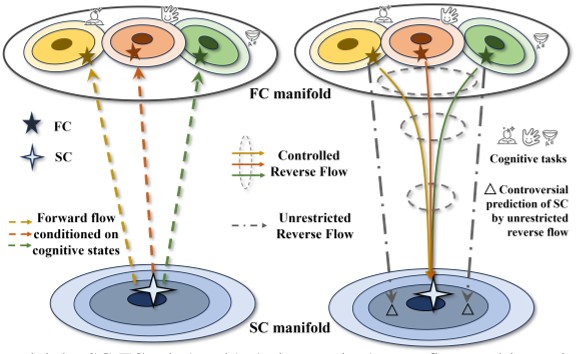 FC manifold
FC
SC
Controlled
Reverse Flow
Cognitive tasks
Controversial
prediction of SC
by unrestricted
reverse flow
Forward flow
conditioned on
cognitive states
Unrestricted
Reverse Flow
SC manifold